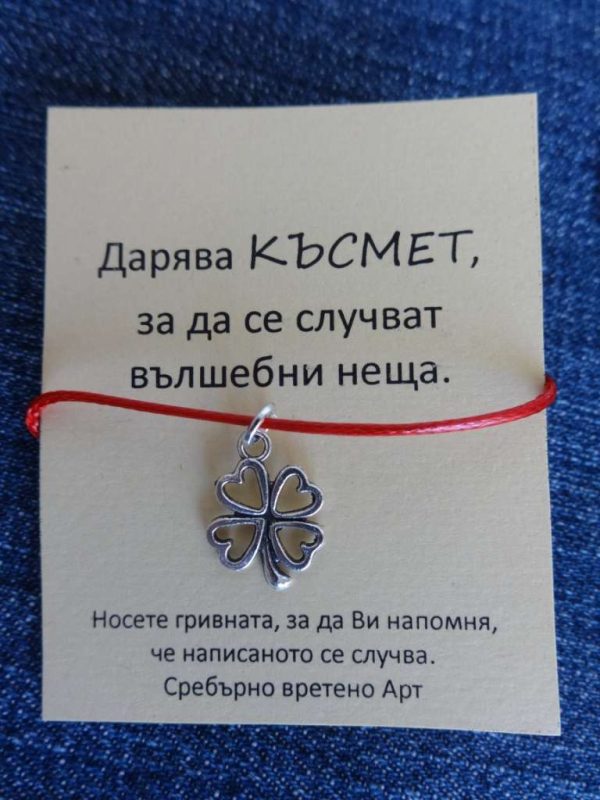 Дарява КЪСМЕТ,
за да се случват
вълшебни неща.
Носете гривната, за да Ви напомня,
че написаното се случва.
Сребърно вретено Арт